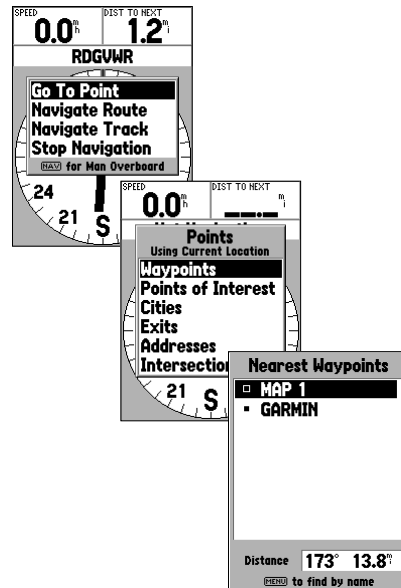 SPEED DIST TO NEXT
0.0 m h 1.2 m i
RDGVWR
Go To Point
Navigate Route
Navigate Track
Stop Navigation
NAV for Man Overboard
24
21 S
SPEED DIST TO NEXT
0.0 m h __._ m i
Points
Using Current Location
Waypoints
Points of Interest
Cities
Exits
Addresses
Intersection
21 S
Nearest Waypoints
MAP 1
GARMIN
Distance 173° 13.8 m i
MENU to find by name